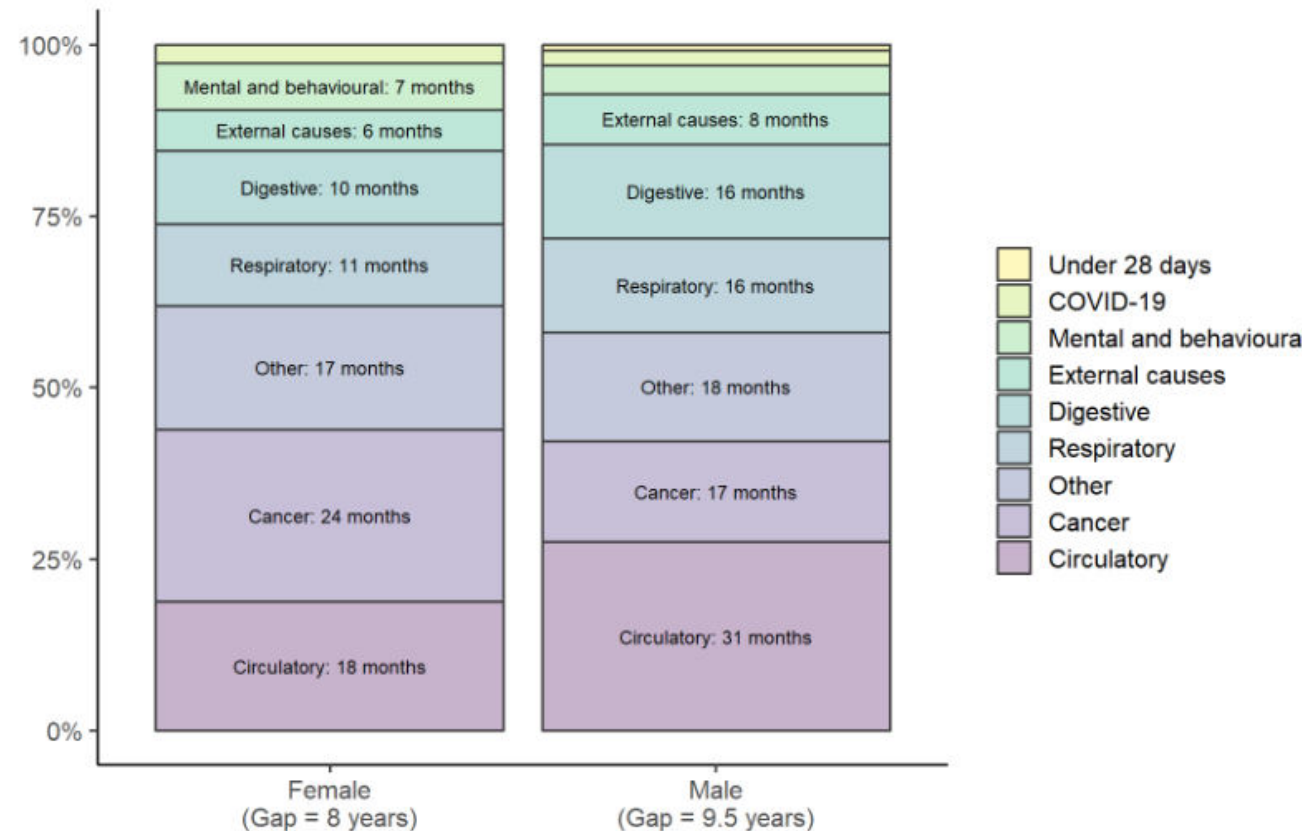 100%
75%
50%
25%
0%
Mental and behavioural: 7 months
External causes: 6 months
Digestive: 10 months
Respiratory: 11 months
Other: 17 months
Cancer: 24 months
Circulatory: 18 months
External causes: 8 months
Digestive: 16 months
Respiratory: 16 months
Other: 18 months
Cancer: 17 months
Circulatory: 31 months
Female
(Gap = 8 years)
Male
(Gap = 9.5 years)
Under 28 days
COVID-19
Mental and behavioura
External causes
Digestive
Respiratory
Other
Cancer
Circulatory